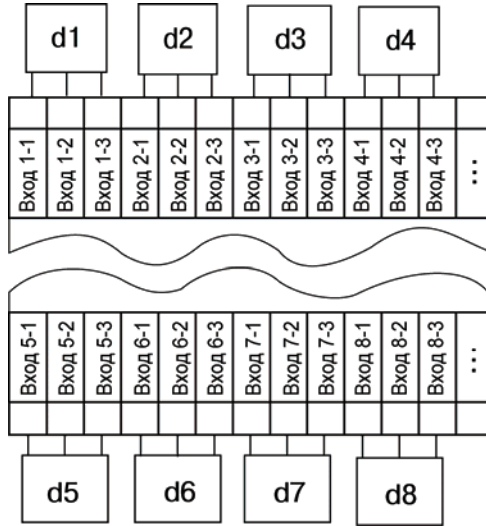 d1 d2 d3 d4
Вход 1-1
Вход 1-2
Вход 1-3
Вход 2-1
Вход 2-2
Вход 2-3
Вход 3-1
Вход 3-2
Вход 3-3
Вход 4-1
Вход 4-2
Вход 4-3
...
Вход 5-1
Вход 5-2
Вход 5-3
Вход 6-1
Вход 6-2
Вход 6-3
Вход 7-1
Вход 7-2
Вход 7-3
Вход 8-1
Вход 8-2
Вход 8-3
...
d5 d6 d7 d8